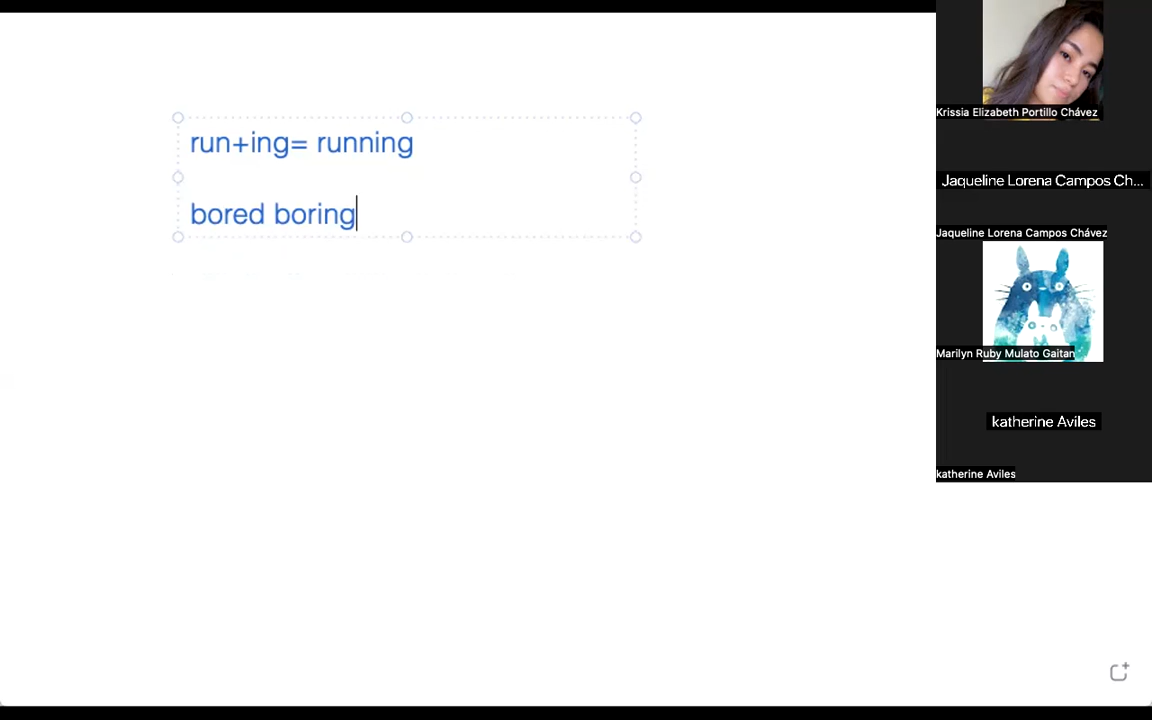 run+ing= running
bored boring
Krissia Elizabeth Portillo Chávez
Jaqueline Lorena Campos Ch...
Jaqueline Lorena Campos Chávez
Marilyn Ruby Mulato Gaitan
katherine Aviles
katherine Aviles